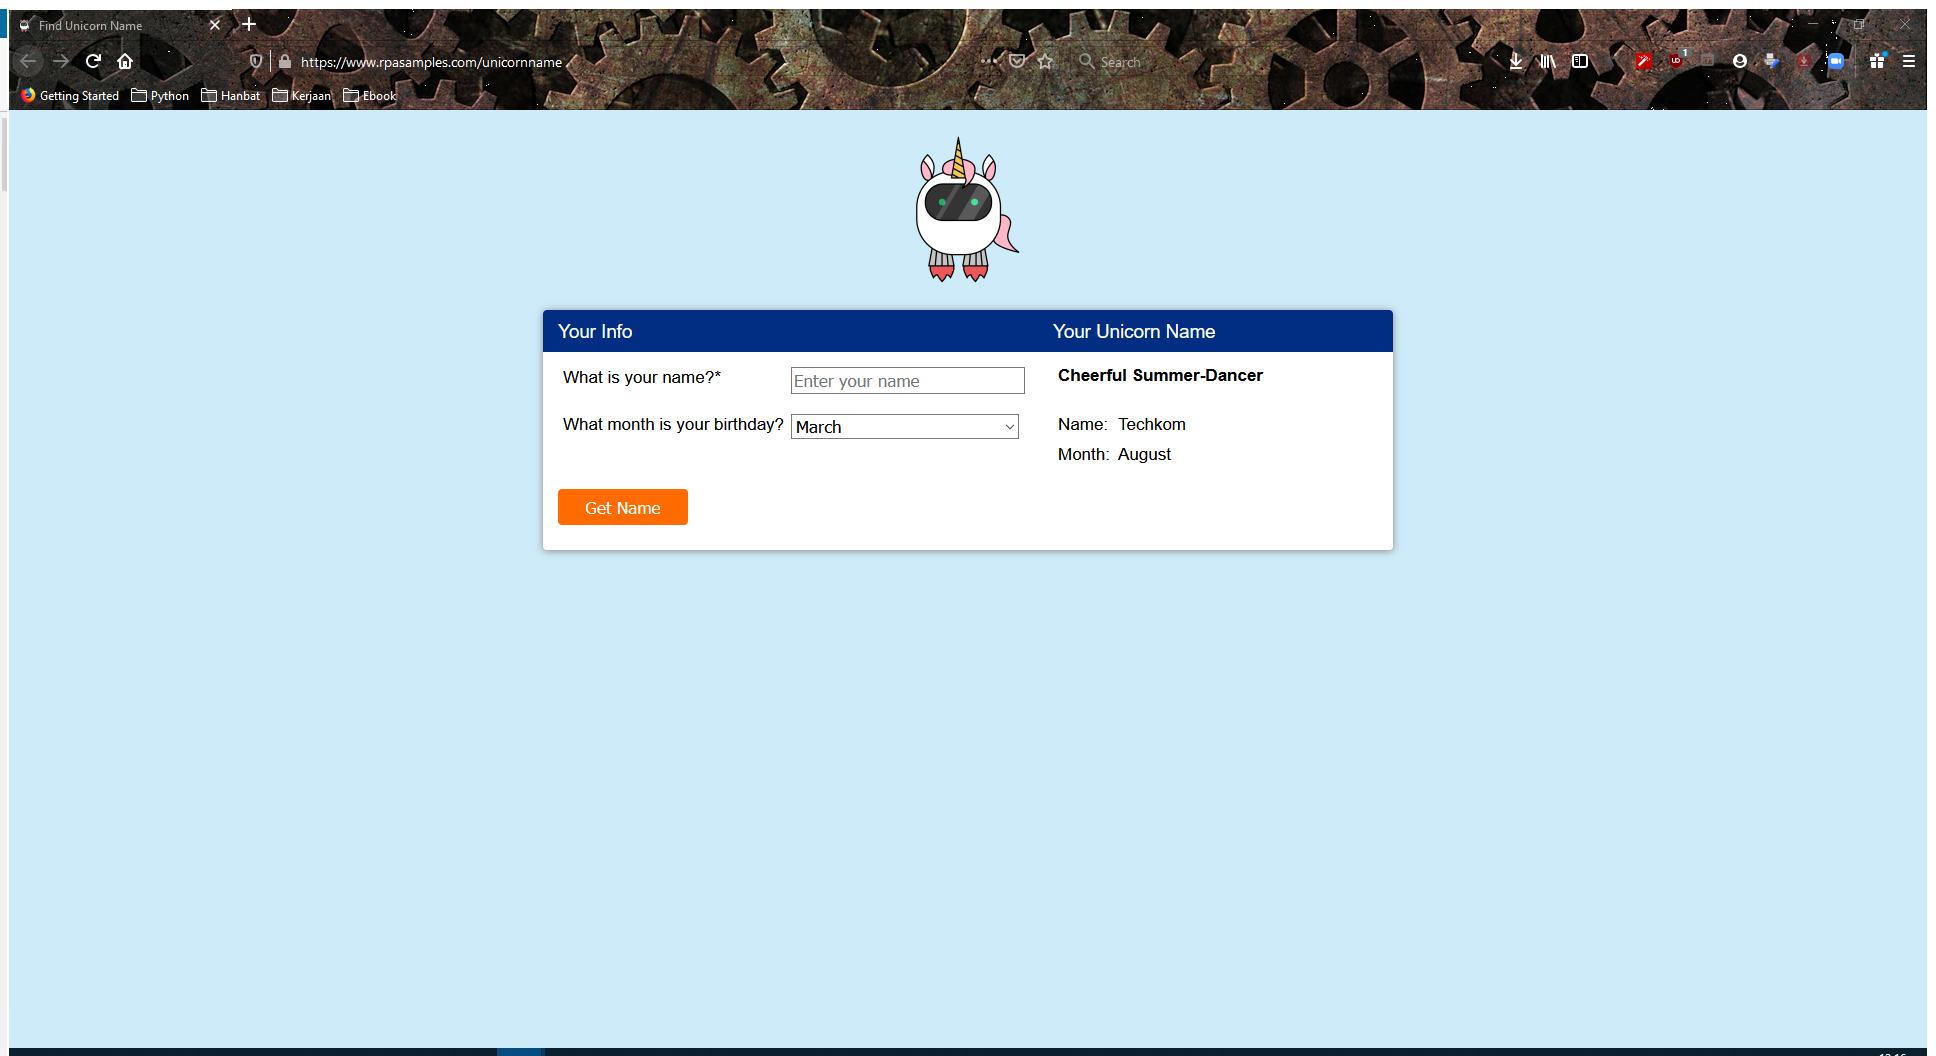 Find Unicorn Name
https://www.rpasamples.com/unicornname
Search
1
Getting Started Python Hanbat Kerjaan Ebook
Your Info Your Unicorn Name
What is your name?* Enter your name Cheerful Summer-Dancer
What month is your birthday? March Name: Techkom
Month: August
Get Name